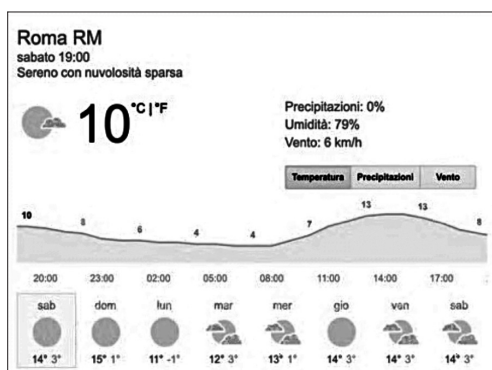 Roma RM
sabato 19:00
Sereno con nuvolosità sparsa
10 °C | °F
Precipitazioni: 0%
Umidità: 79%
Vento: 6 km/h
Temperatura Precipitazioni Vento
10 8 6 4 4 7 13 13 8
20:00 23:00 02:00 05:00 08:00 11:00 14:00 17:00
sab dom lun mar mer gio ven sab
14° 3° 15° 1° 11° -1° 12° 3° 13° 1° 14° 3° 14° 3° 14° 3°